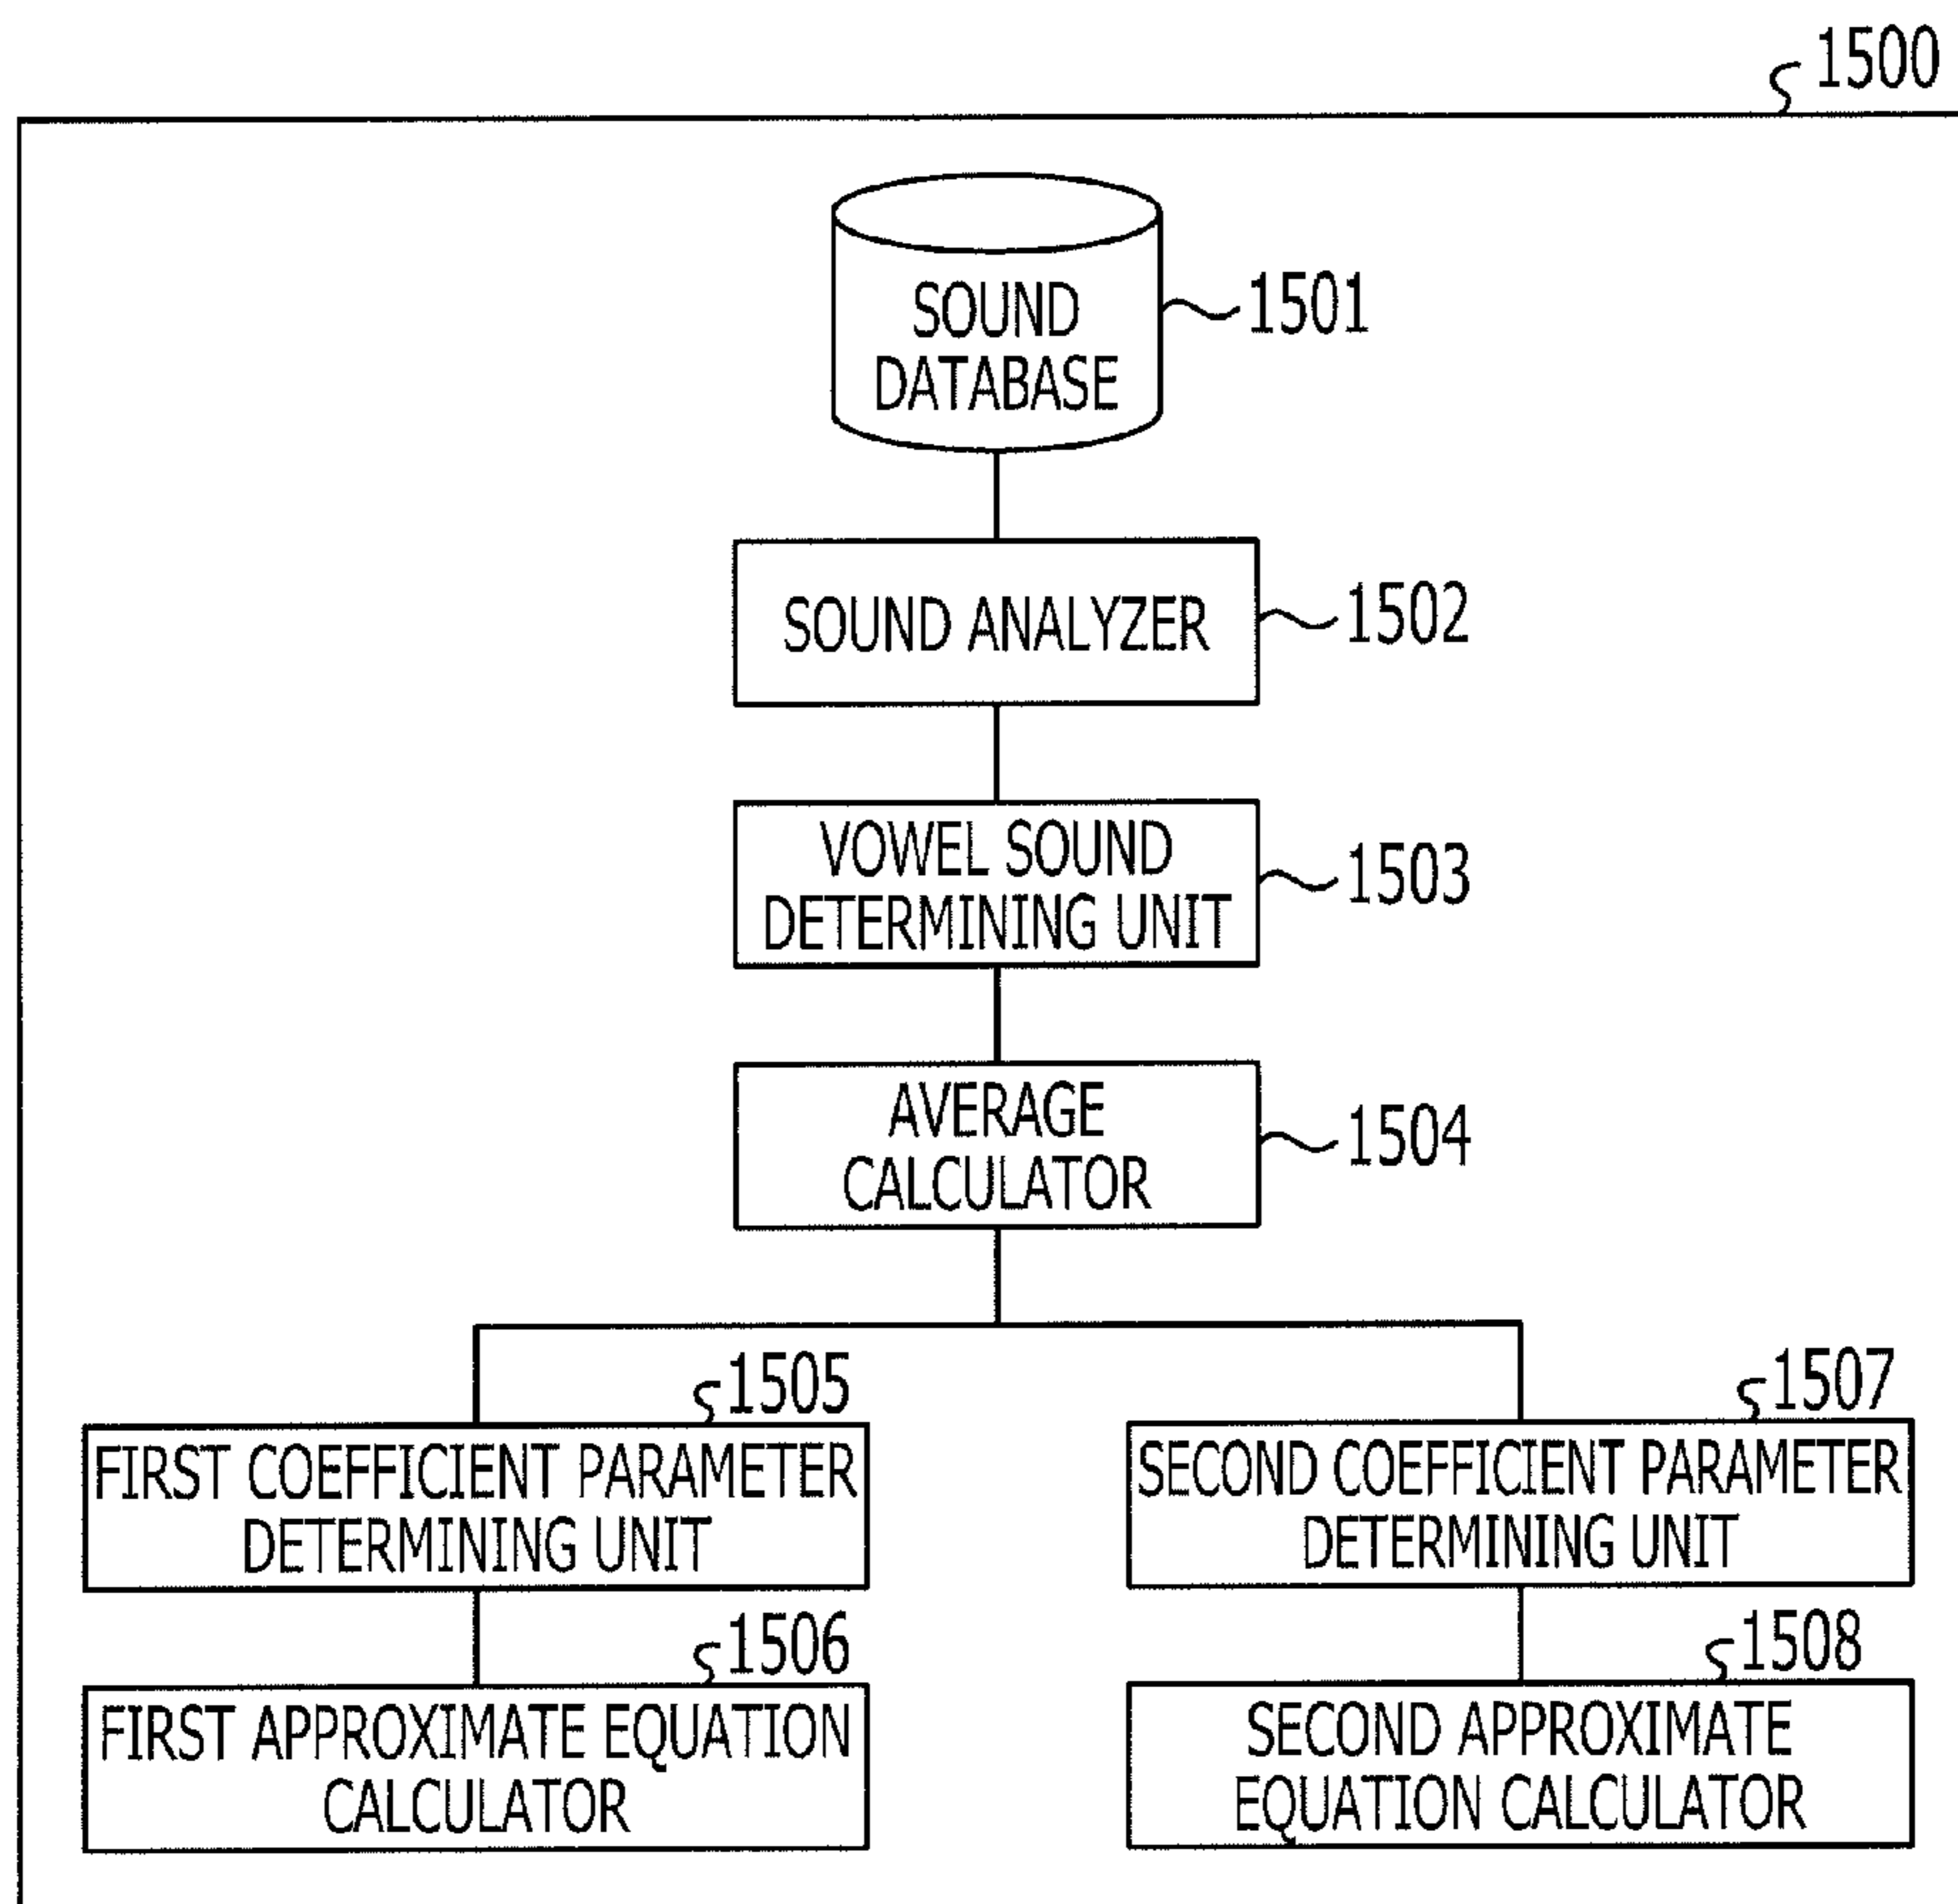 1500
SOUND
DATABASE
1501
SOUND ANALYZER
1502
VOWEL SOUND
DETERMINING UNIT
1503
AVERAGE
CALCULATOR
1504
1505
FIRST COEFFICIENT PARAMETER
DETERMINING UNIT
1507
SECOND COEFFICIENT PARAMETER
DETERMINING UNIT
1506
FIRST APPROXIMATE EQUATION
CALCULATOR
1508
SECOND APPROXIMATE
EQUATION CALCULATOR